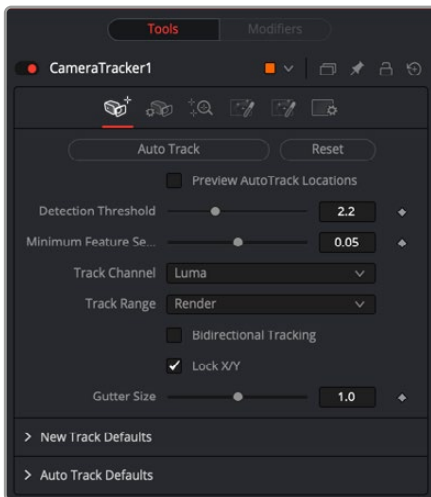 Tools Modifiers
CameraTracker1
Auto Track Reset
Preview AutoTrack Locations
Detection Threshold 2.2
Minimum Feature Se... 0.05
Track Channel Luma
Track Range Render
Bidirectional Tracking
Lock X/Y
Gutter Size 1.0
New Track Defaults
Auto Track Defaults